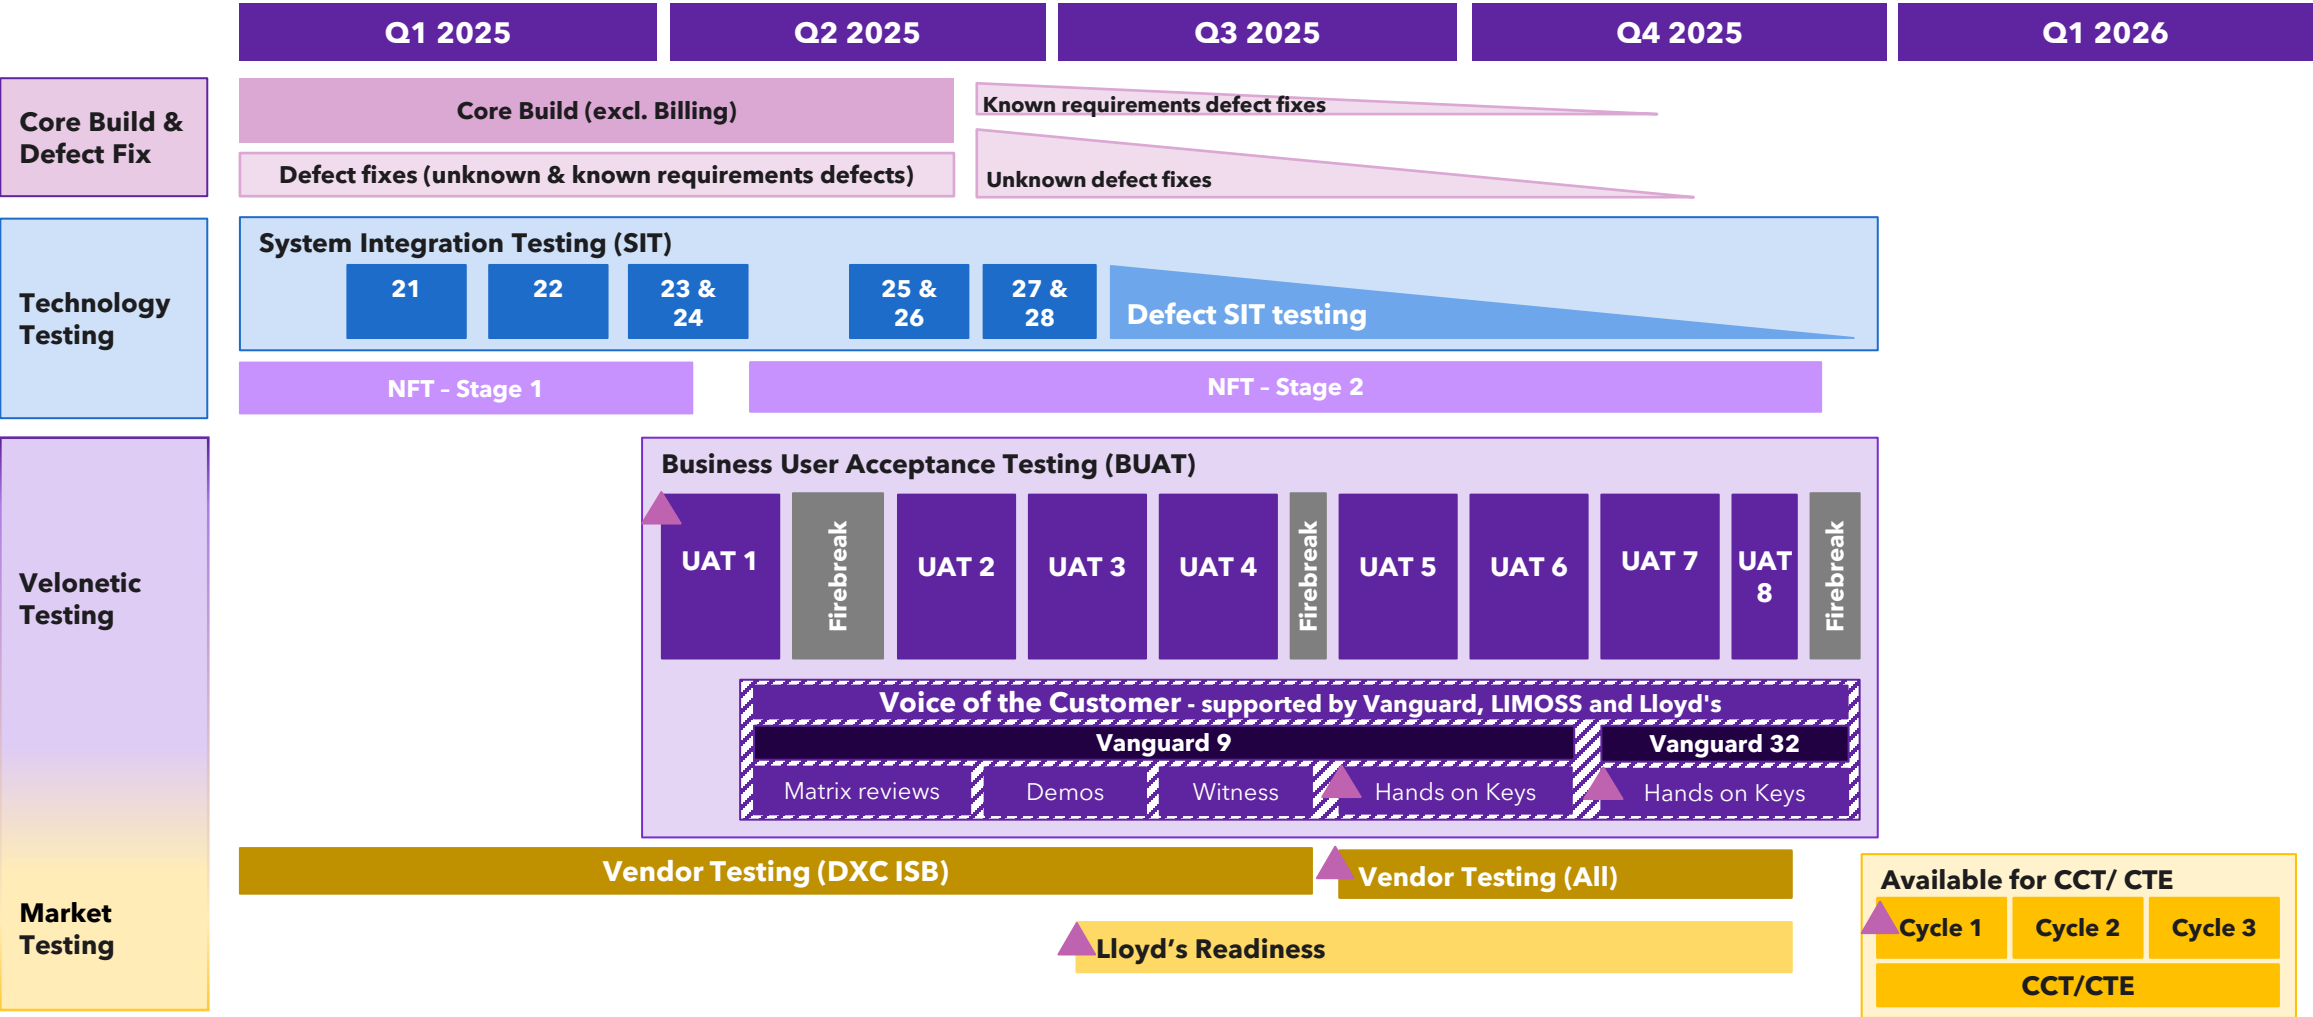 Q1 2025
Q2 2025
Q3 2025
Q4 2025
Q1 2026
Core Build &
Defect Fix
Core Build (excl. Billing)
Defect fixes (unknown & known requirements defects)
Known requirements defect fixes
Unknown defect fixes
Technology
Testing
System Integration Testing (SIT)
21
22
23 &
24
25 &
26
27 &
28
Defect SIT testing
NFT – Stage 1
NFT – Stage 2
Velonetic
Testing
Business User Acceptance Testing (BUAT)
UAT 1
Firebreak
UAT 2
UAT 3
UAT 4
Firebreak
UAT 5
UAT 6
UAT 7
UAT
8
Firebreak
Voice of the Customer - supported by Vanguard, LIMOSS and Lloyd's
Vanguard 9
Vanguard 32
Matrix reviews
Demos
Witness
Hands on Keys
Hands on Keys
Market
Testing
Vendor Testing (DXC ISB)
Vendor Testing (All)
Lloyd’s Readiness
Available for CCT/ CTE
Cycle 1
Cycle 2
Cycle 3
CCT/CTE